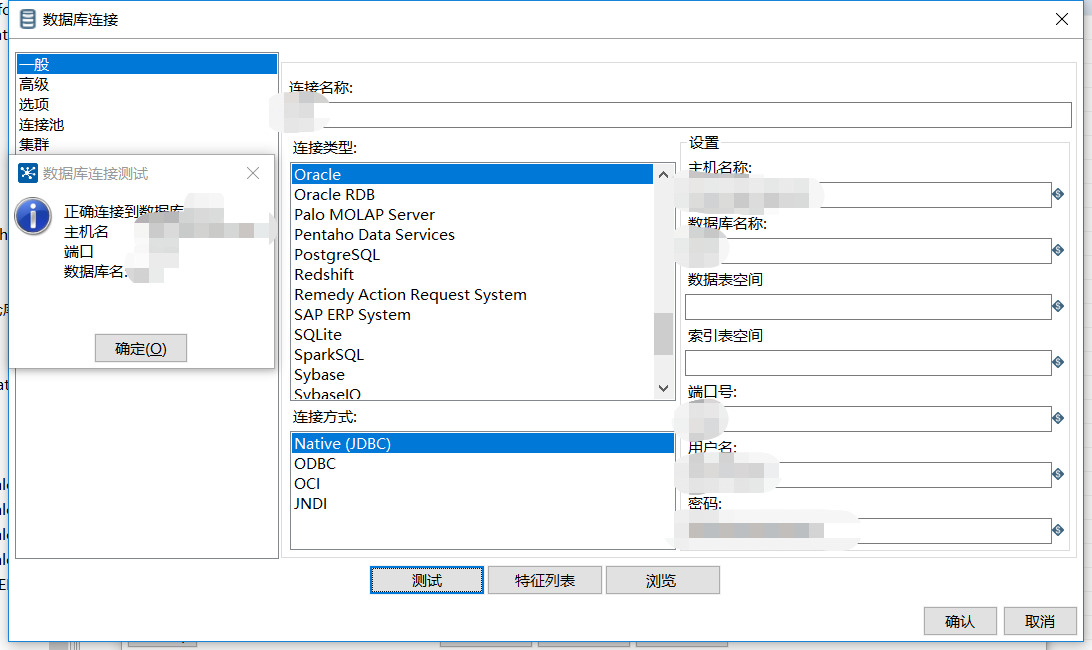 数据库连接
一般
高级
选项
连接池
集群
数据库连接测试
正确连接到数据库
主机名
端口
数据库名:
确定(O)
连接名称:
连接类型:
Oracle
Oracle RDB
Palo MOLAP Server
Pentaho Data Services
PostgreSQL
Redshift
Remedy Action Request System
SAP ERP System
SQLite
SparkSQL
Sybase
SybaseIQ
连接方式:
Native (JDBC)
ODBC
OCI
JNDI
设置
主机名称:
数据库名称:
数据表空间
索引表空间
端口号:
用户名:
密码:
测试
特征列表
浏览
确认
取消